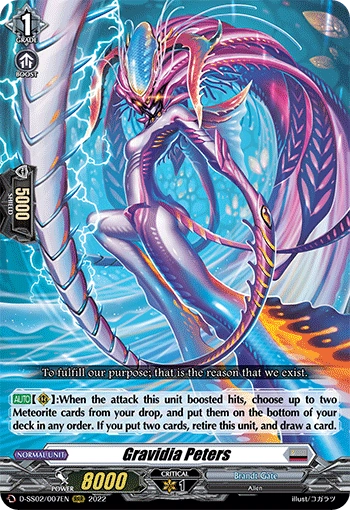 1
GRADE
BOOST
5000
SHIELD
To fulfill our purpose; that is the reason that we exist.
AUTO :When the attack this unit boosted hits, choose up to two
Meteorite cards from your drop, and put them on the bottom of your
deck in any order. If you put two cards, retire this unit, and draw a card.
NORMAL UNIT
Gravidia Peters
POWER 8000
CRITICAL
1
Brandt Gate
Alien
D-SS02/007EN RRR 2022
illust/コガラツ